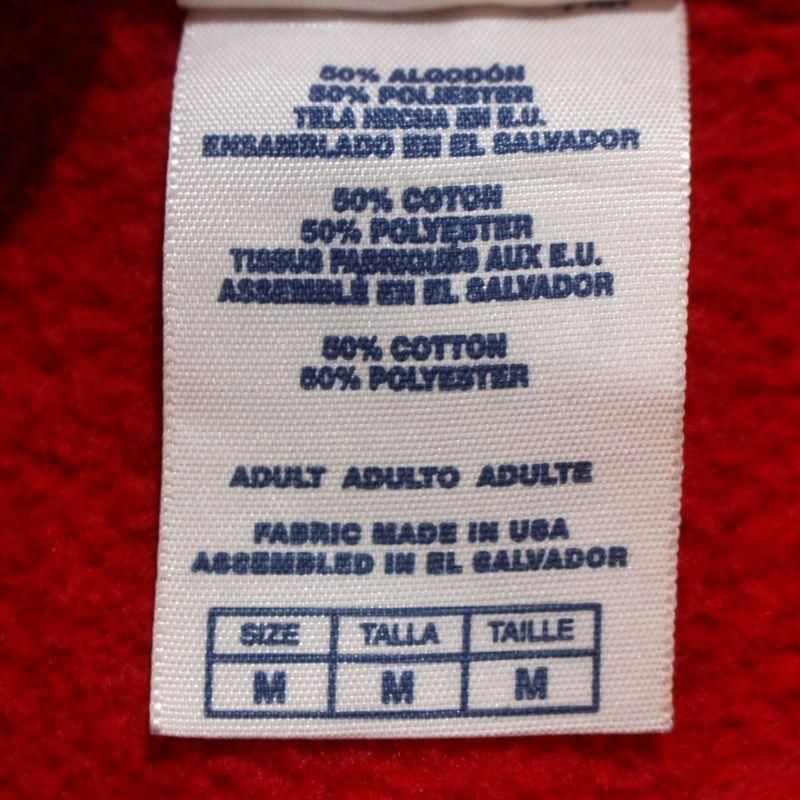 50% ALGODÓN
50% POLIESTER
TELA HECHA EN E.U.
ENSAMBLADO EN EL SALVADOR
50% COTON
50% POLYESTER
TISSUS FABRIQUÉS AUX E.U.
ASSEMBLÉ EN EL SALVADOR
50% COTTON
50% POLYESTER
ADULT ADULTO ADULTE
FABRIC MADE IN USA
ASSEMBLED IN EL SALVADOR
SIZE TALLA TAILLE
M M M